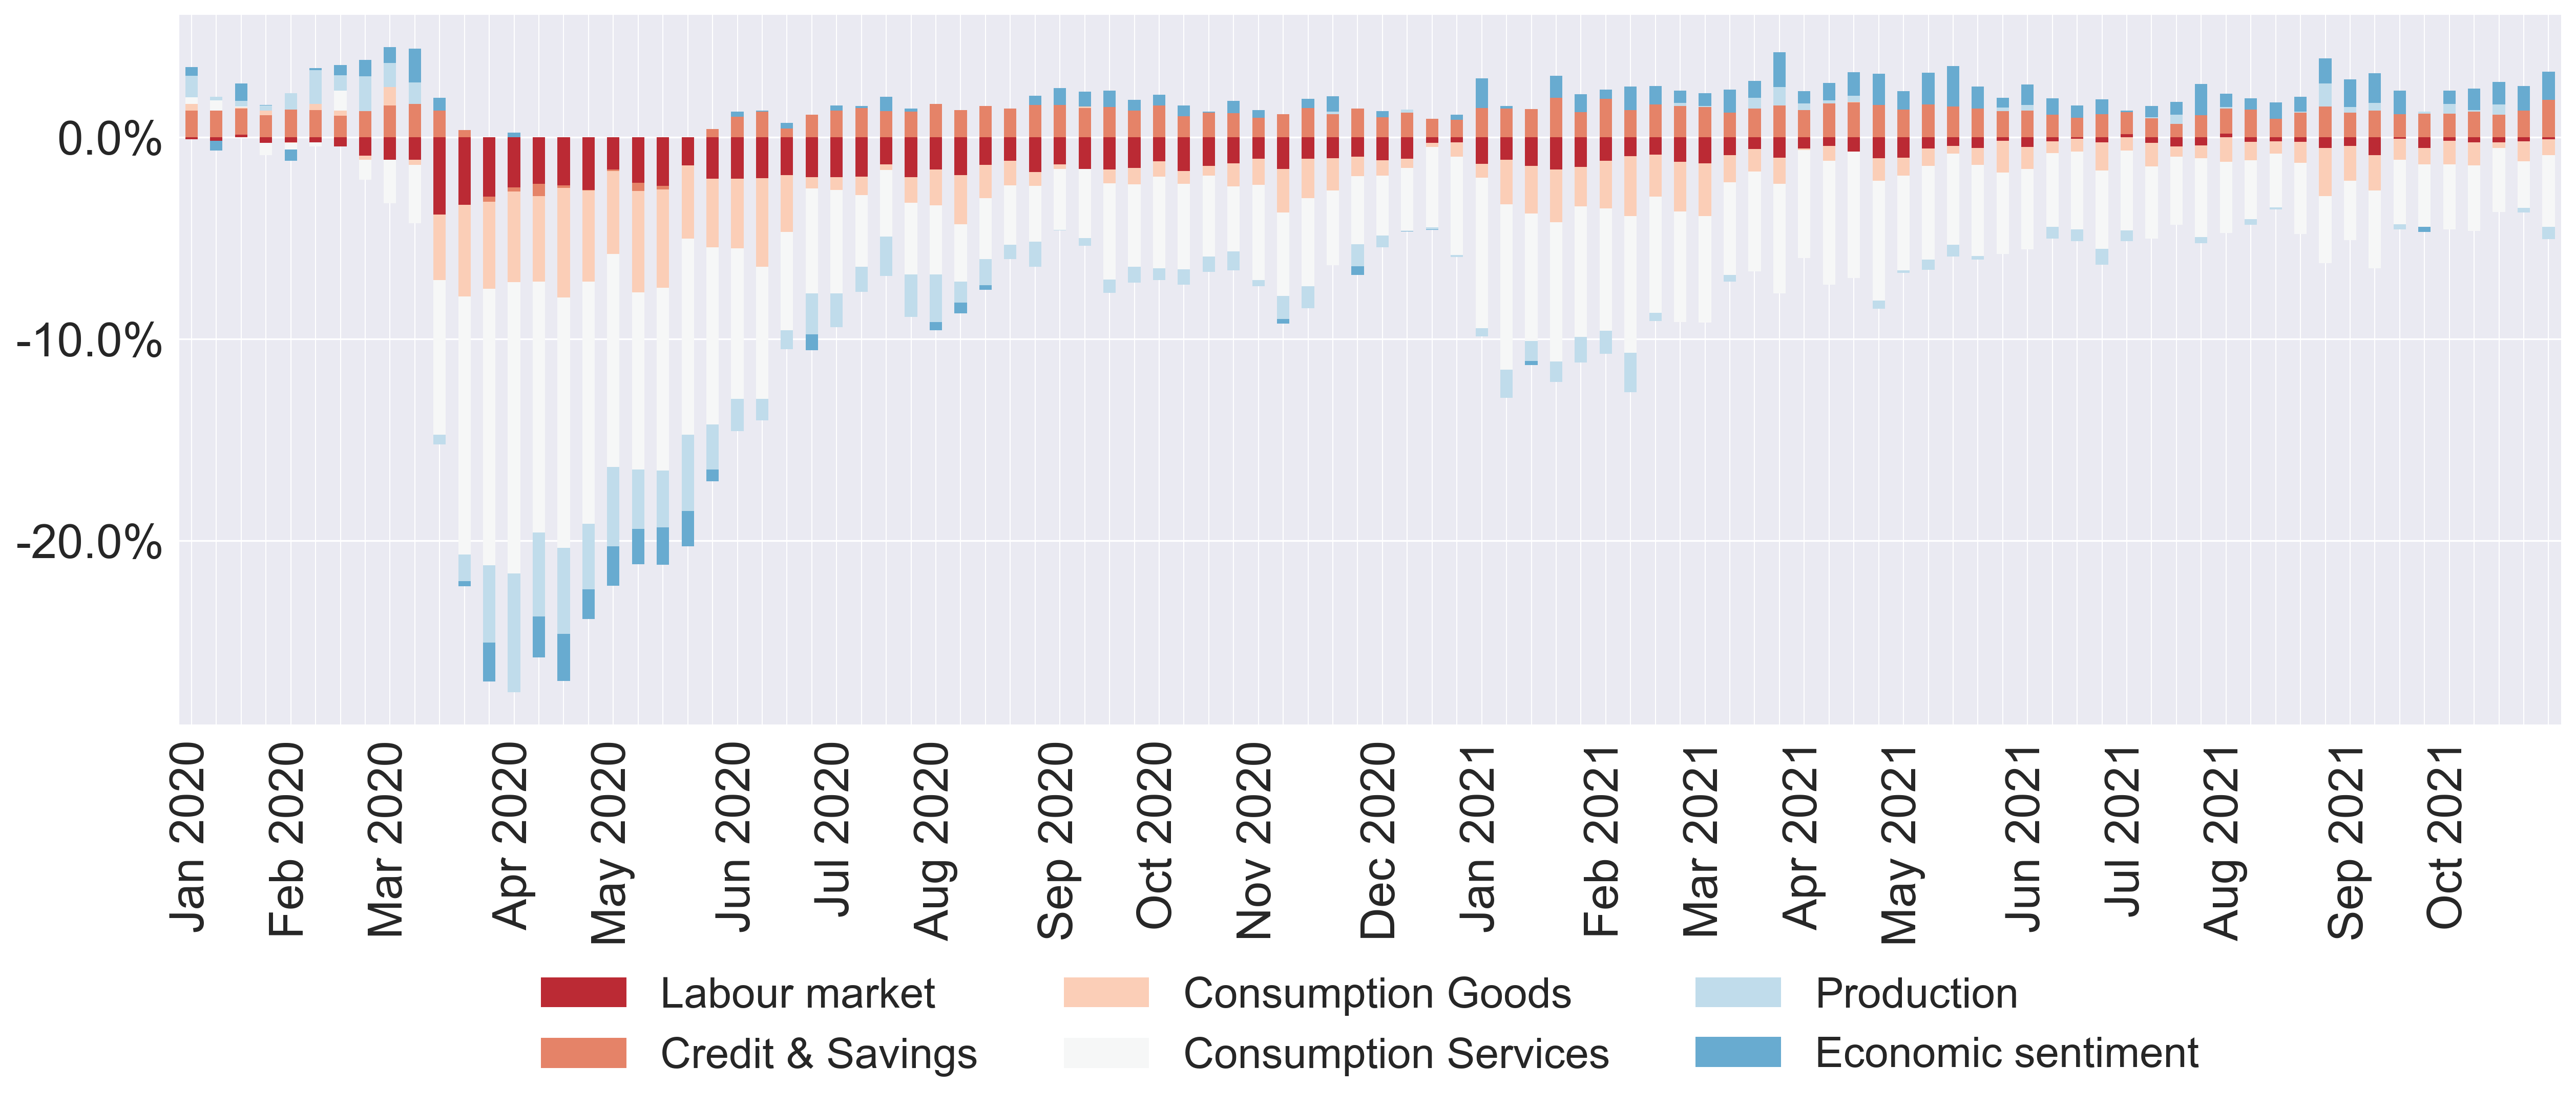 0.0%
-10.0%
-20.0%
Jan 2020
Feb 2020
Mar 2020
Apr 2020
May 2020
Jun 2020
Jul 2020
Aug 2020
Sep 2020
Oct 2020
Nov 2020
Dec 2020
Jan 2021
Feb 2021
Mar 2021
Apr 2021
May 2021
Jun 2021
Jul 2021
Aug 2021
Sep 2021
Oct 2021
Labour market
Credit & Savings
Consumption Goods
Consumption Services
Production
Economic sentiment